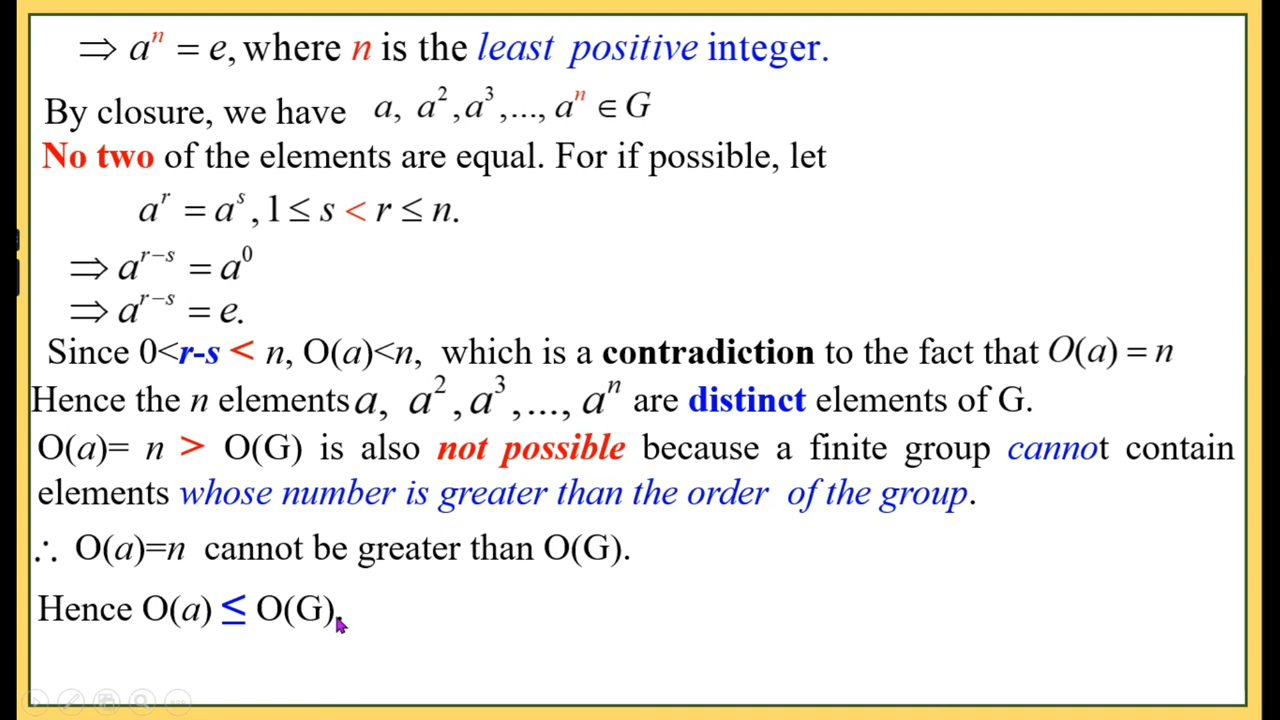 ⇒ aⁿ = e, where n is the least positive integer.
By closure, we have a, a², a³, ..., aⁿ ∈ G
No two of the elements are equal. For if possible, let
aʳ = aˢ, 1 ≤ s < r ≤ n.
⇒ aʳ⁻ˢ = a⁰
⇒ aʳ⁻ˢ = e.
Since 0<r-s < n, O(a)<n, which is a contradiction to the fact that O(a) = n
Hence the n elements a, a², a³, ..., aⁿ are distinct elements of G.
O(a)= n > O(G) is also not possible because a finite group cannot contain
elements whose number is greater than the order of the group.
∴ O(a)=n cannot be greater than O(G).
Hence O(a) ≤ O(G).